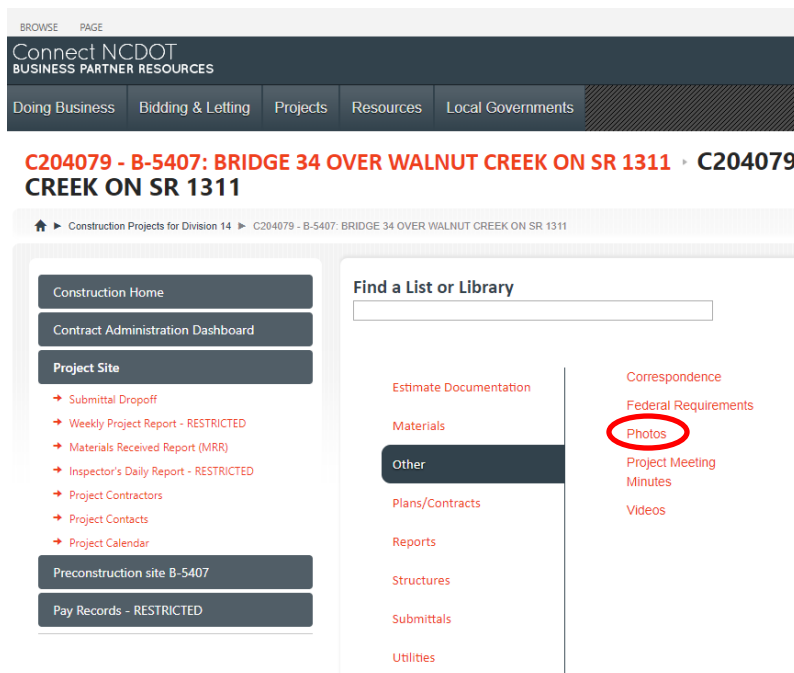 BROWSE PAGE
Connect NCDOT
BUSINESS PARTNER RESOURCES
Doing Business Bidding & Letting Projects Resources Local Governments
C204079 - B-5407: BRIDGE 34 OVER WALNUT CREEK ON SR 1311 ▸ C204079
CREEK ON SR 1311
► Construction Projects for Division 14 ► C204079 - B-5407: BRIDGE 34 OVER WALNUT CREEK ON SR 1311
Construction Home
Contract Administration Dashboard
Project Site
Submittal Dropoff
Weekly Project Report - RESTRICTED
Materials Received Report (MRR)
Inspector's Daily Report - RESTRICTED
Project Contractors
Project Contacts
Project Calendar
Preconstruction site B-5407
Pay Records - RESTRICTED
Find a List or Library
Estimate Documentation
Materials
Other
Plans/Contracts
Reports
Structures
Submittals
Utilities
Correspondence
Federal Requirements
Photos
Project Meeting
Minutes
Videos